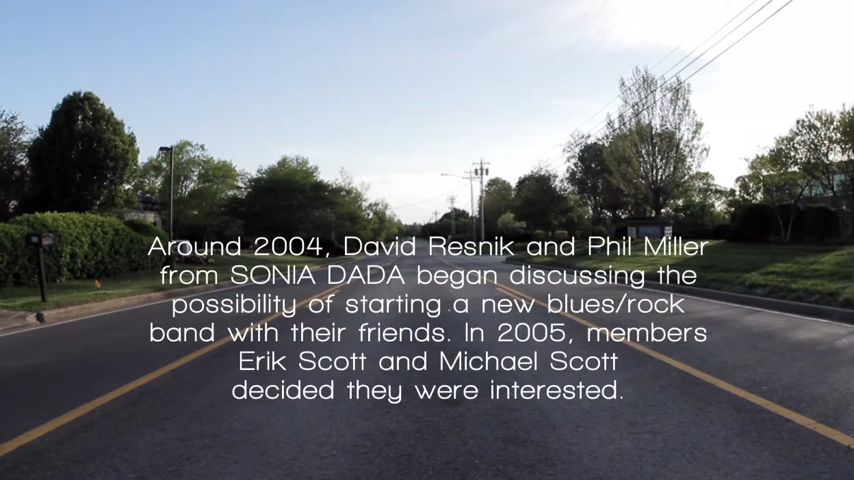 Around 2004, David Resnik and Phil Miller
from SONIA DADA began discussing the
possibility of starting a new blues/rock
band with their friends. In 2005, members
Erik Scott and Michael Scott
decided they were interested.